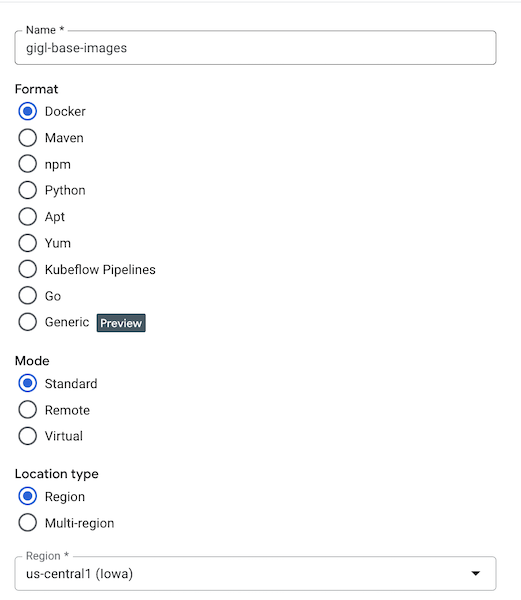 Name *
gigl-base-images
Format
Docker
Maven
npm
Python
Apt
Yum
Kubeflow Pipelines
Go
Generic Preview
Mode
Standard
Remote
Virtual
Location type
Region
Multi-region
Region *
us-central1 (Iowa)